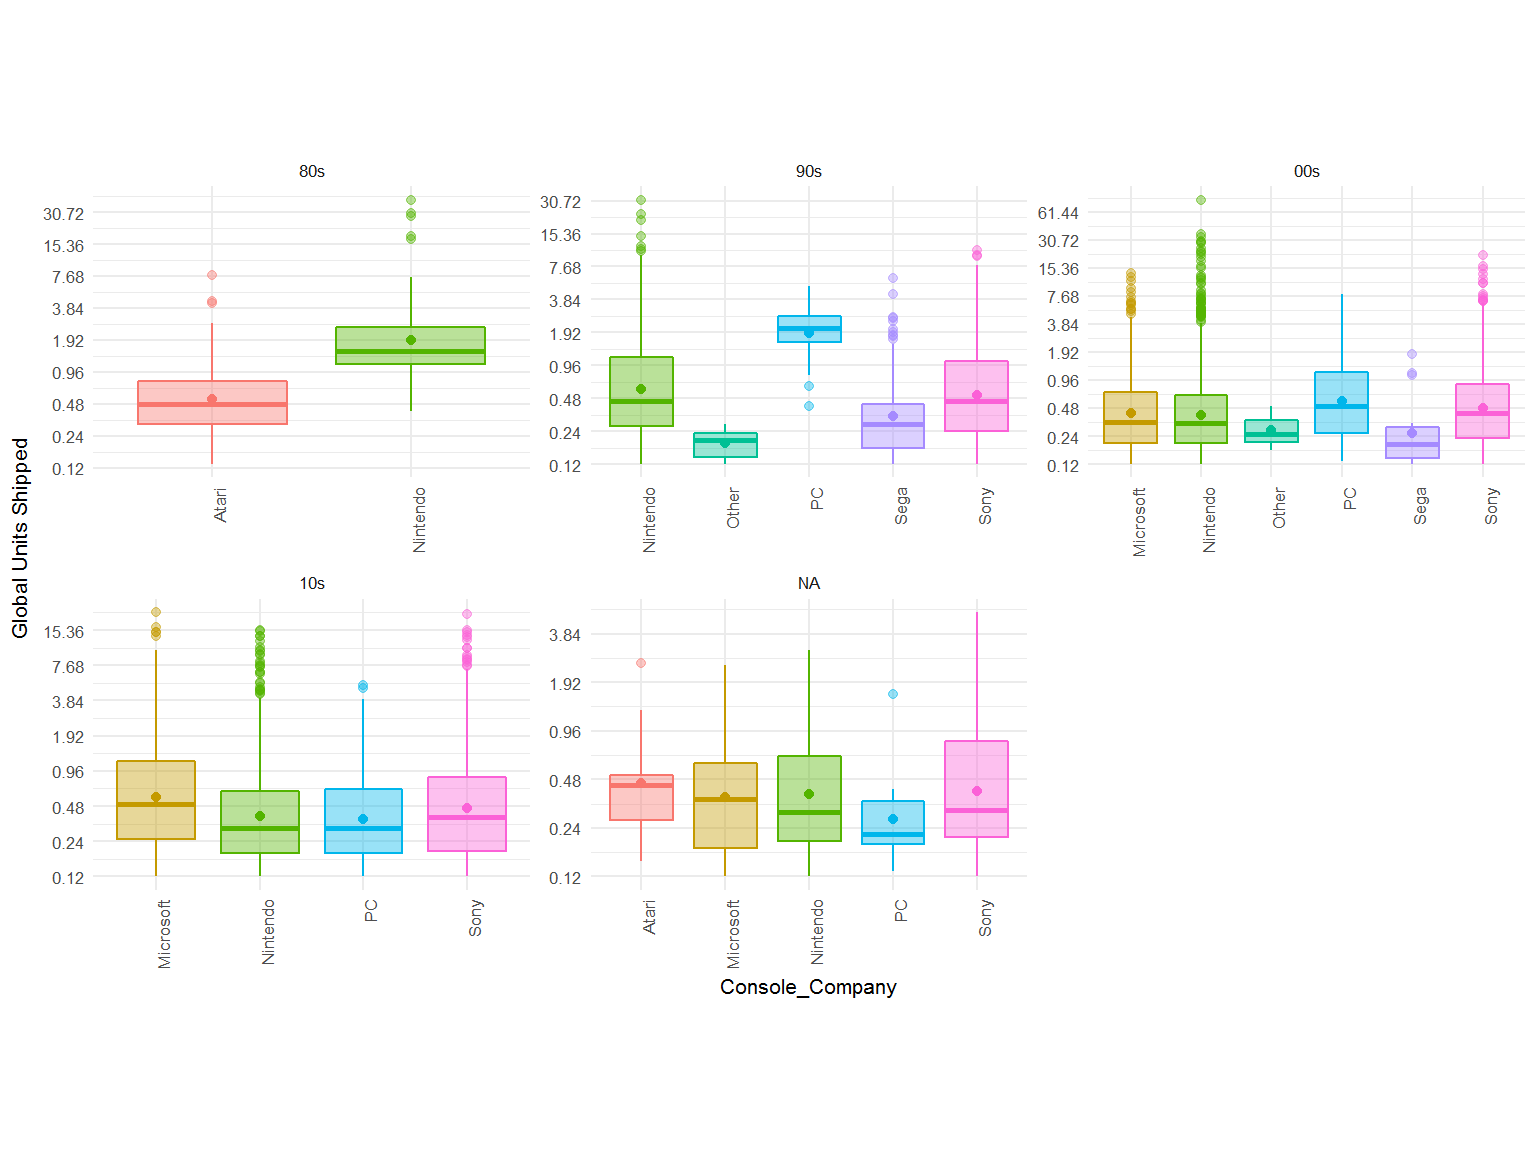 80s
90s
00s
30.72
15.36
7.68
3.84
1.92
0.96
0.48
0.24
0.12
30.72
15.36
7.68
3.84
1.92
0.96
0.48
0.24
0.12
61.44
30.72
15.36
7.68
3.84
1.92
0.96
0.48
0.24
0.12
Atari
Nintendo
Nintendo
Other
PC
Sega
Sony
Microsoft
Nintendo
Other
PC
Sega
Sony
Global Units Shipped
10s
NA
15.36
7.68
3.84
1.92
0.96
0.48
0.24
0.12
3.84
1.92
0.96
0.48
0.24
0.12
Microsoft
Nintendo
PC
Sony
Atari
Microsoft
Nintendo
PC
Sony
Console_Company